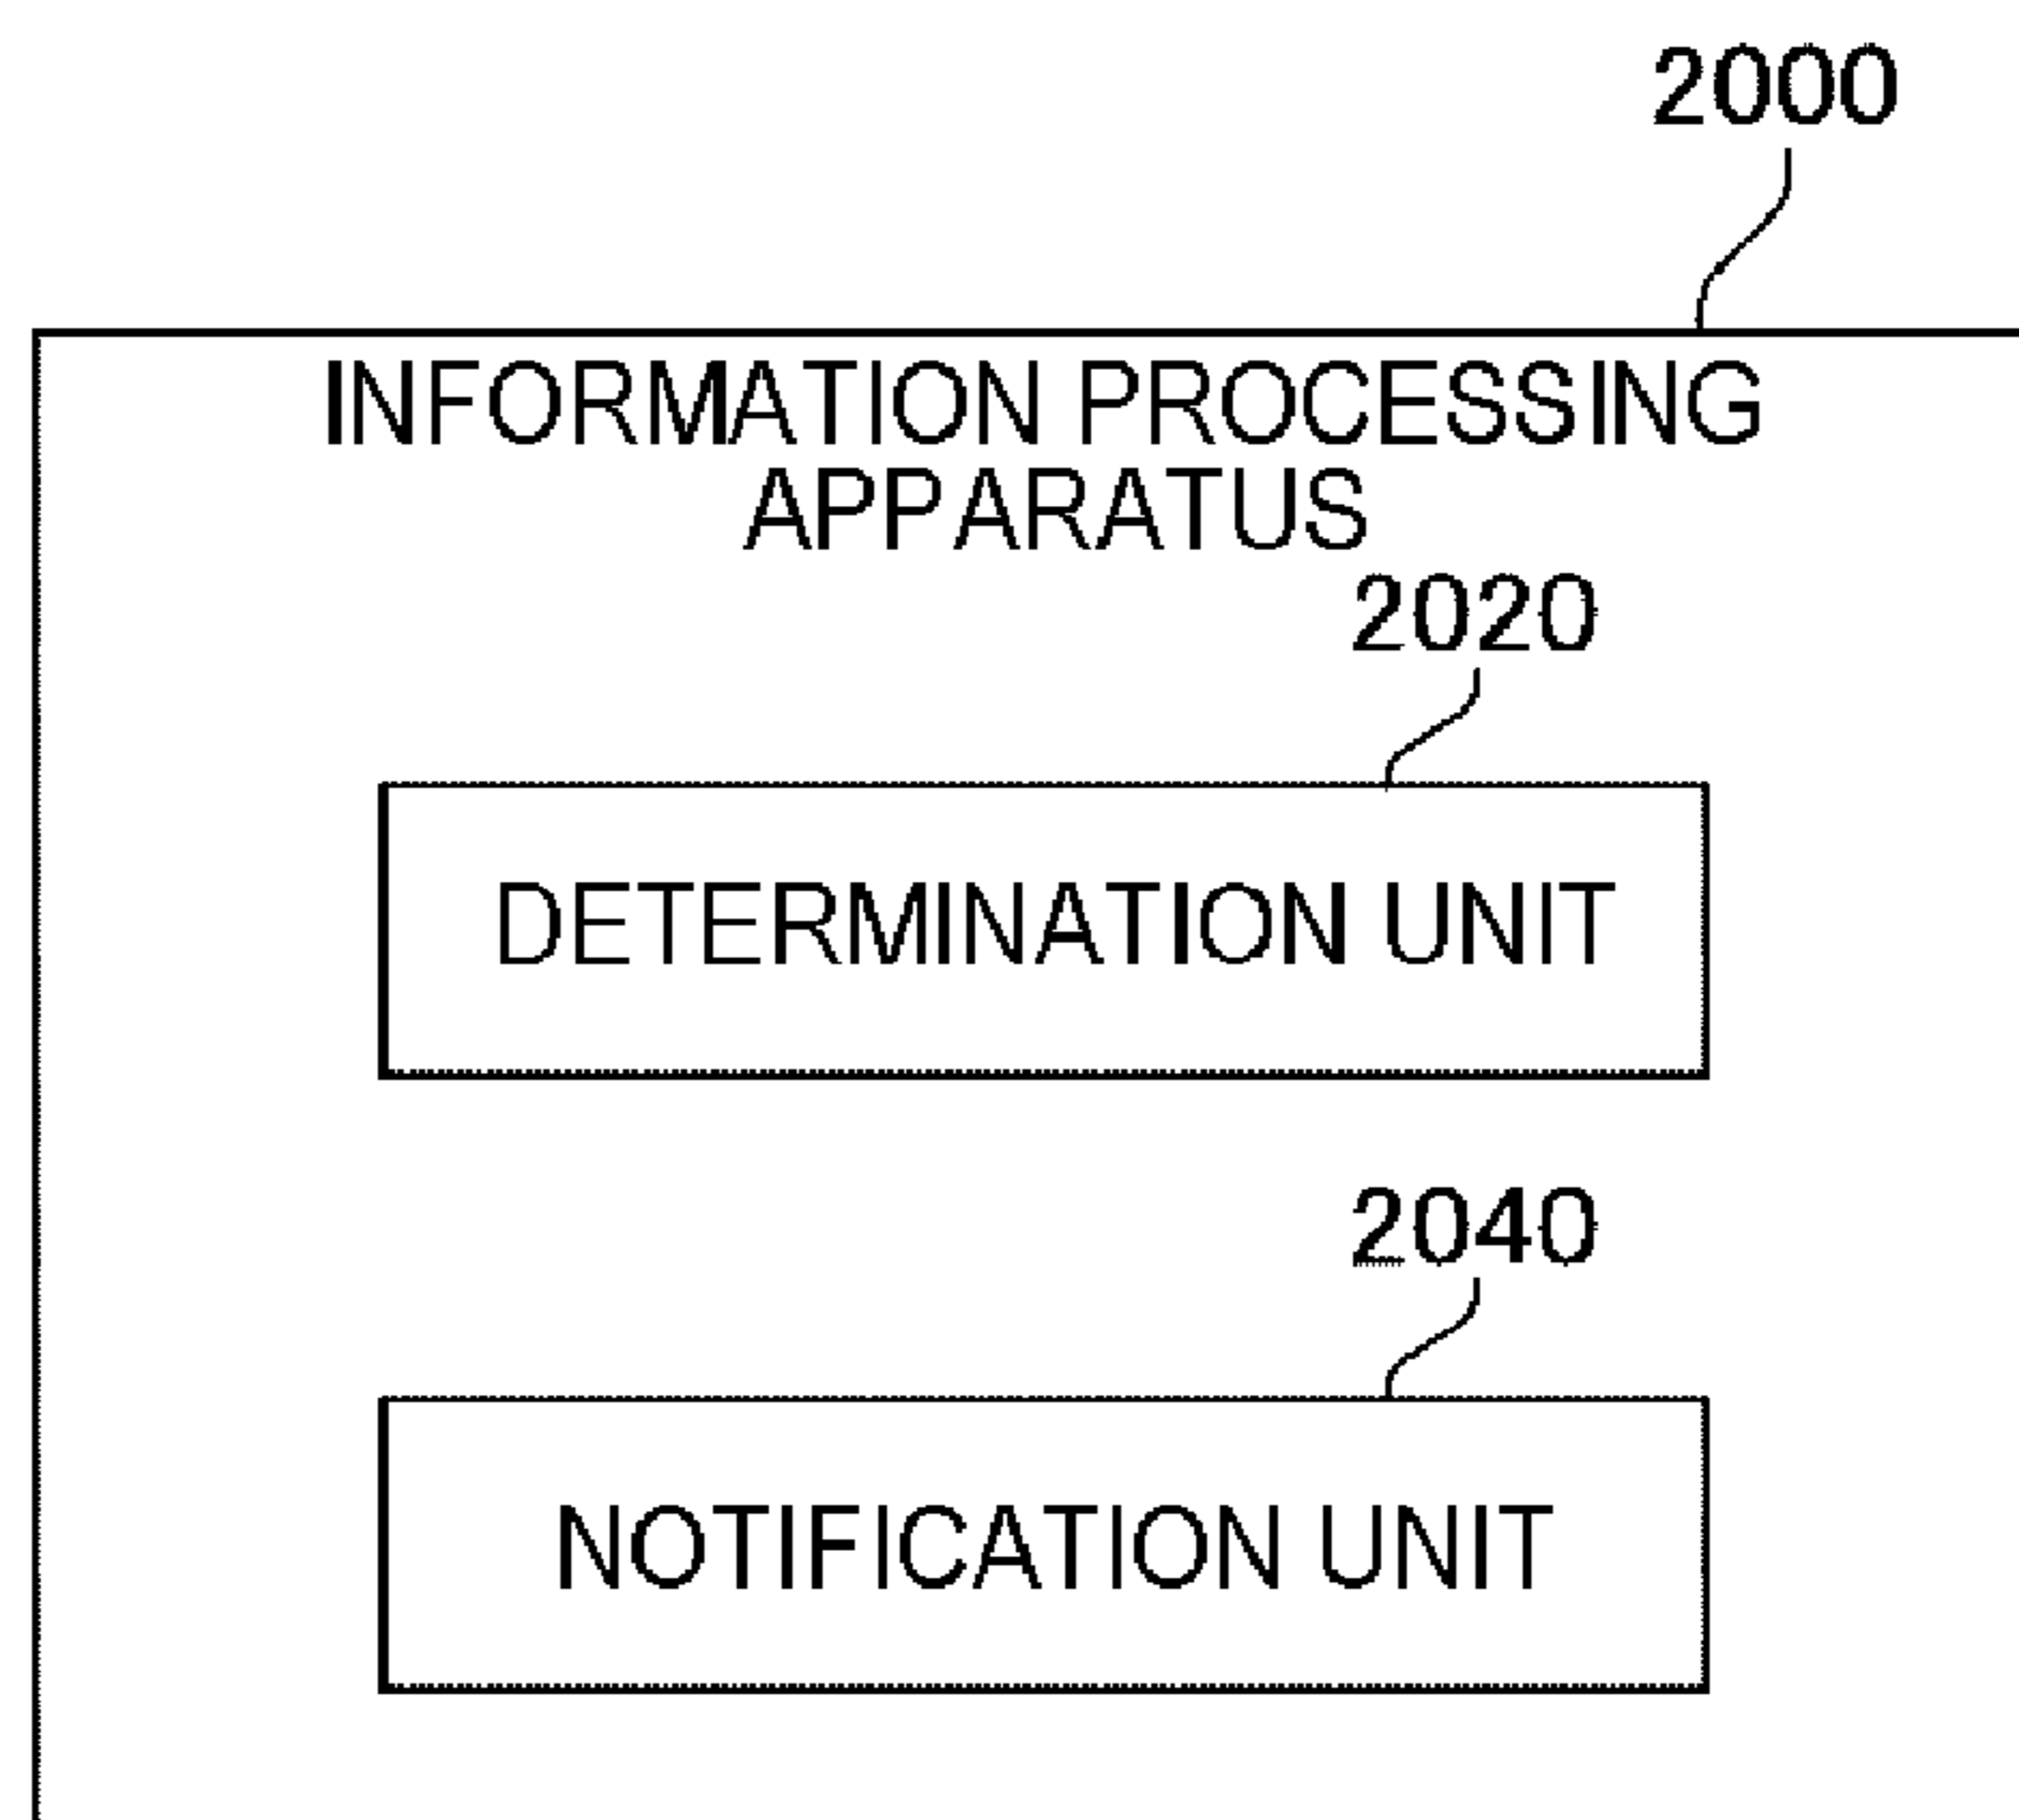 2000
INFORMATION PROCESSING
APPARATUS
2020
DETERMINATION UNIT
2040
NOTIFICATION UNIT